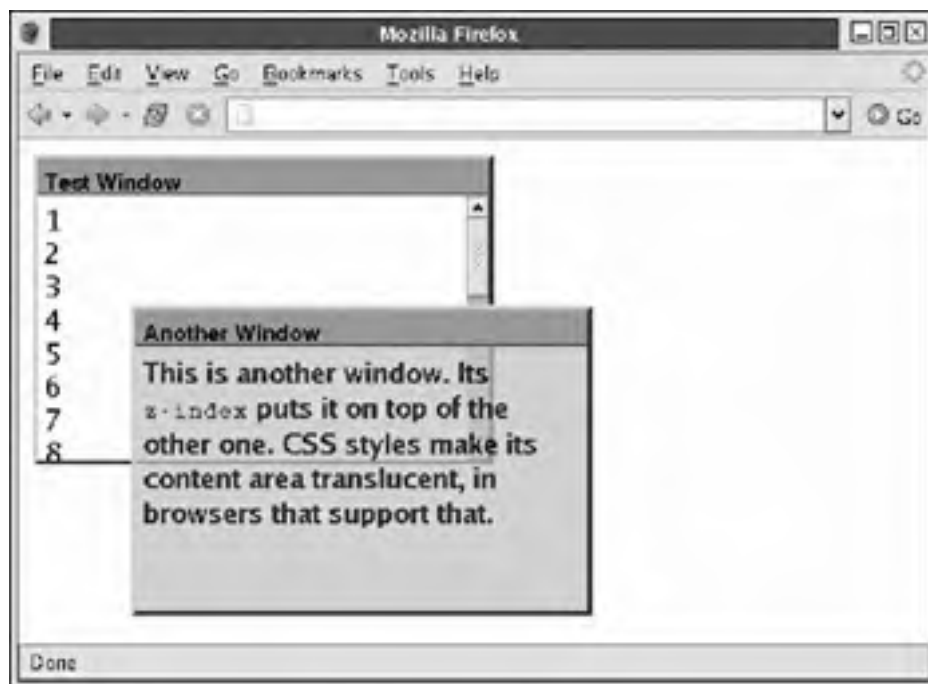 Mozilla Firefox
File Edit View Go Bookmarks Tools Help
Go
Test Window
1
2
3
4
5
6
7
8
Another Window
This is another window. Its
z-index puts it on top of the
other one. CSS styles make its
content area translucent, in
browsers that support that.
Done